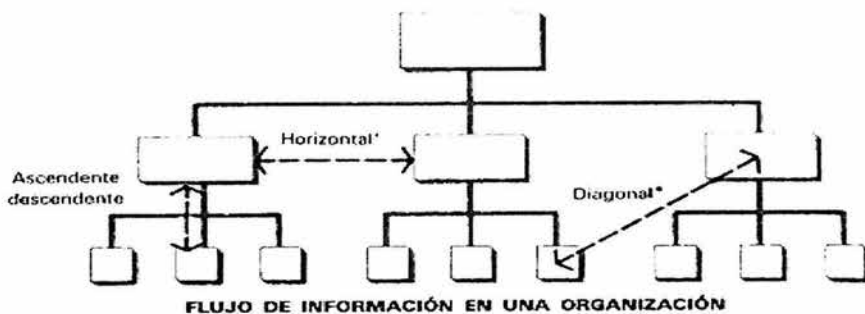 Horizontal*
Ascendente
descendente
Diagonal*
FLUJO DE INFORMACIÓN EN UNA ORGANIZACIÓN